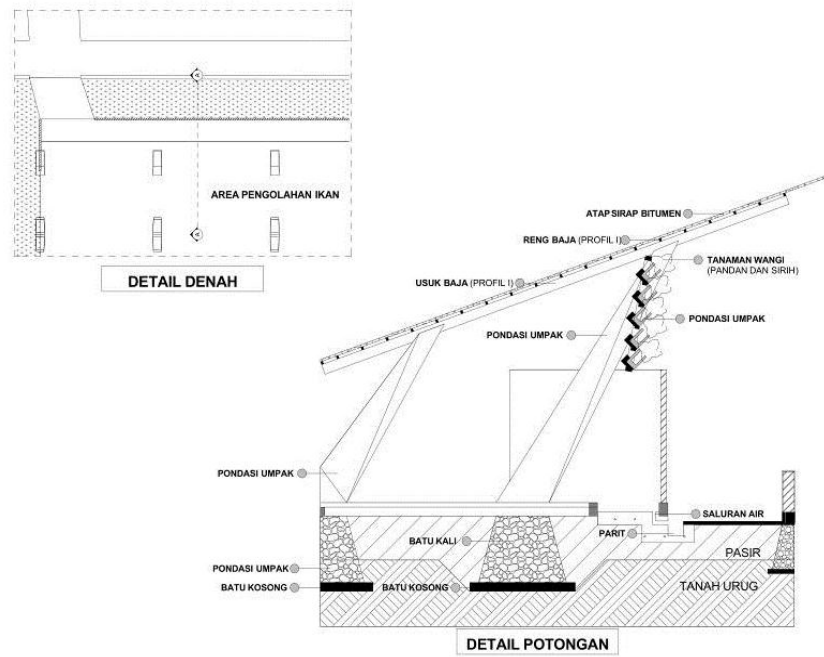 A
A
AREA PENGOLAHAN IKAN
DETAIL DENAH
ATAP SIRAP BITUMEN
RENG BAJA (PROFIL I)
TANAMAN WANGI
(PANDAN DAN SIRIH)
USUK BAJA (PROFIL I)
PONDASI UMPAK
PONDASI UMPAK
PONDASI UMPAK
SALURAN AIR
BATU KALI
PARIT
PASIR
PONDASI UMPAK
TANAH URUG
BATU KOSONG
BATU KOSONG
DETAIL POTONGAN